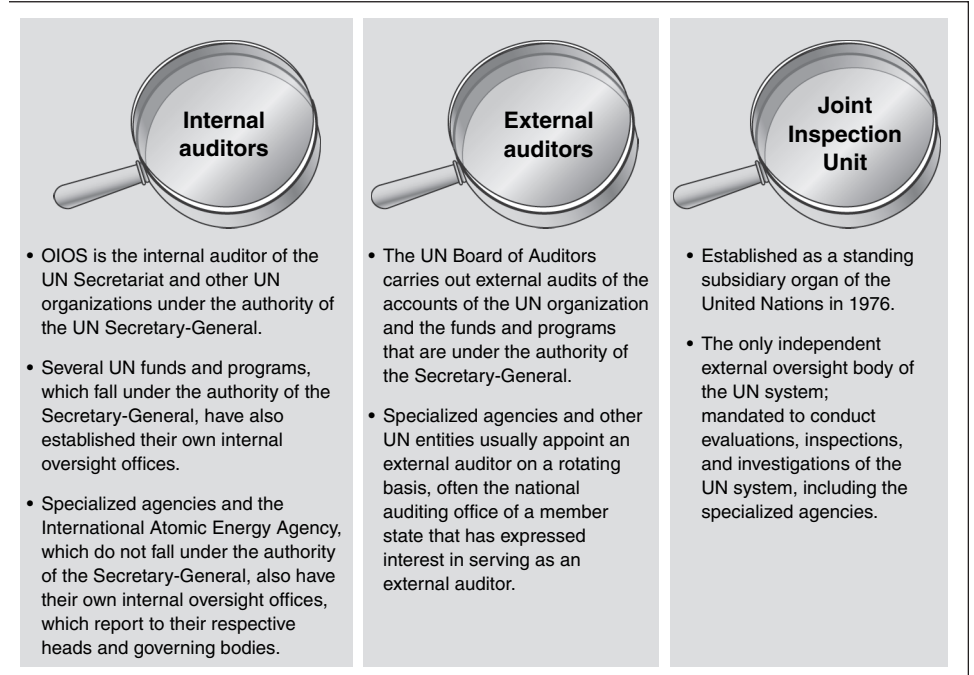 Internal
auditors
• OIOS is the internal auditor of the
UN Secretariat and other UN
organizations under the authority of
the UN Secretary-General.
• Several UN funds and programs,
which fall under the authority of the
Secretary-General, have also
established their own internal
oversight offices.
• Specialized agencies and the
International Atomic Energy Agency,
which do not fall under the authority
of the Secretary-General, also have
their own internal oversight offices,
which report to their respective
heads and governing bodies.
External
auditors
• The UN Board of Auditors
carries out external audits of the
accounts of the UN organization
and the funds and programs
that are under the authority of
the Secretary-General.
• Specialized agencies and other
UN entities usually appoint an
external auditor on a rotating
basis, often the national
auditing office of a member
state that has expressed
interest in serving as an
external auditor.
Joint
Inspection
Unit
• Established as a standing
subsidiary organ of the
United Nations in 1976.
• The only independent
external oversight body of
the UN system;
mandated to conduct
evaluations, inspections,
and investigations of the
UN system, including the
specialized agencies.